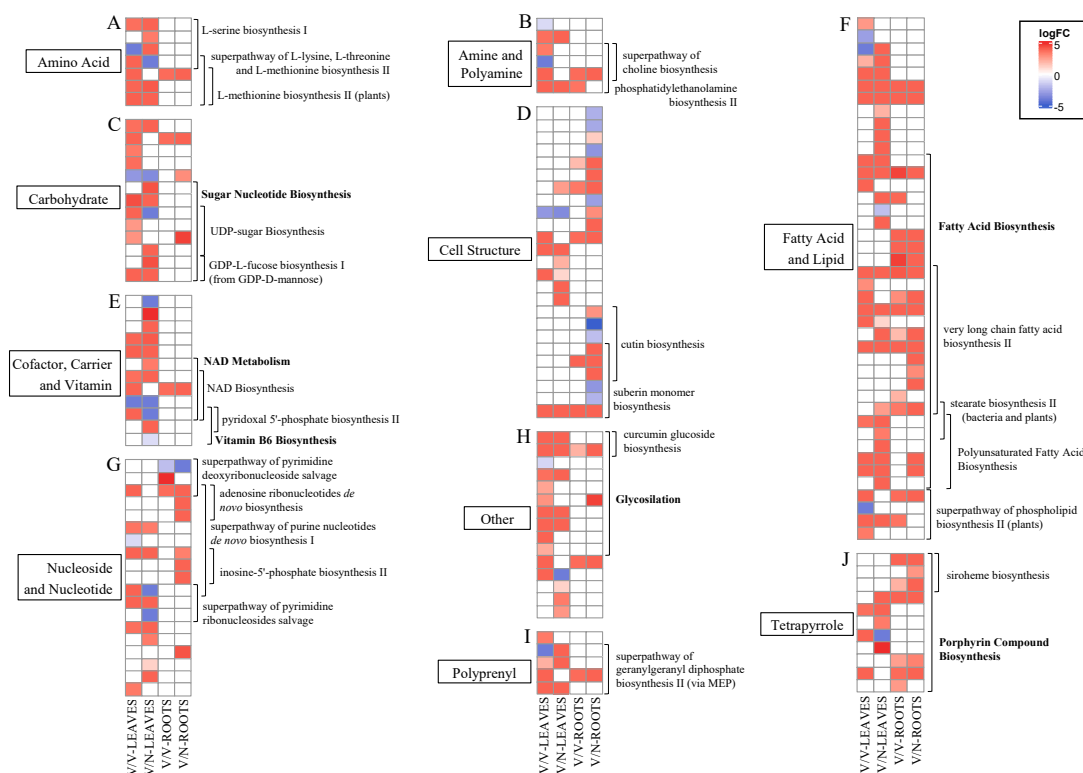 A
Amino Acid
L-serine biosynthesis I
superpathway of L-lysine, L-threonine
and L-methionine biosynthesis II
L-methionine biosynthesis II (plants)
C
Carbohydrate
Sugar Nucleotide Biosynthesis
UDP-sugar Biosynthesis
GDP-L-fucose biosynthesis I
(from GDP-D-mannose)
E
Cofactor, Carrier
and Vitamin
NAD Metabolism
NAD Biosynthesis
pyridoxal 5'-phosphate biosynthesis II
Vitamin B6 Biosynthesis
G
Nucleoside
and Nucleotide
superpathway of pyrimidine
deoxyribonucleoside salvage
adenosine ribonucleotides de
novo biosynthesis
superpathway of purine nucleotides
de novo biosynthesis I
inosine-5'-phosphate biosynthesis II
superpathway of pyrimidine
ribonucleosides salvage
V/V-LEAVES
V/N-LEAVES
V/V-ROOTS
V/N-ROOTS
B
Amine and
Polyamine
superpathway of
choline biosynthesis
phosphatidylethanolamine
biosynthesis II
D
Cell Structure
cutin biosynthesis
suberin monomer
biosynthesis
H
Other
curcumin glucoside
biosynthesis
Glycosilation
I
Polyprenyl
superpathway of
geranylgeranyl diphosphate
biosynthesis II (via MEP)
V/V-LEAVES
V/N-LEAVES
V/V-ROOTS
V/N-ROOTS
F
Fatty Acid
and Lipid
Fatty Acid Biosynthesis
very long chain fatty acid
biosynthesis II
stearate biosynthesis II
(bacteria and plants)
Polyunsaturated Fatty Acid
Biosynthesis
superpathway of phospholipid
biosynthesis II (plants)
J
Tetrapyrrole
siroheme biosynthesis
Porphyrin Compound
Biosynthesis
V/V-LEAVES
V/N-LEAVES
V/V-ROOTS
V/N-ROOTS
logFC
5
0
-5